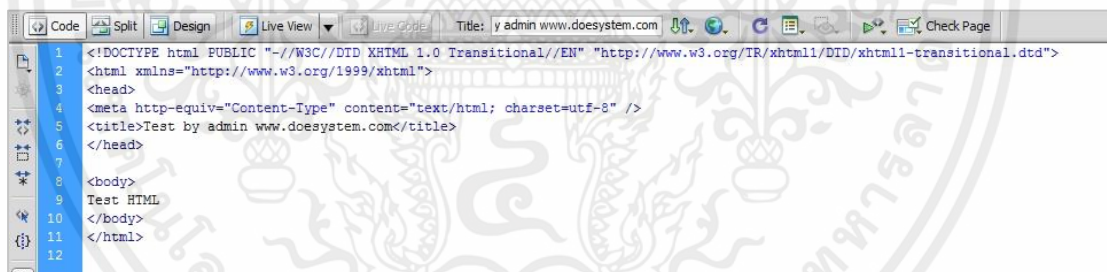 Code Split Design Live View Live Code Title: y admin www.doesystem.com Check Page
1 <!DOCTYPE html PUBLIC "-//W3C//DTD XHTML 1.0 Transitional//EN" "http://www.w3.org/TR/xhtml1/DTD/xhtml1-transitional.dtd">
2 <html xmlns="http://www.w3.org/1999/xhtml">
3 <head>
4 <meta http-equiv="Content-Type" content="text/html; charset=utf-8" />
5 <title>Test by admin www.doesystem.com</title>
6 </head>
7
8 <body>
9 Test HTML
10 </body>
11 </html>
12